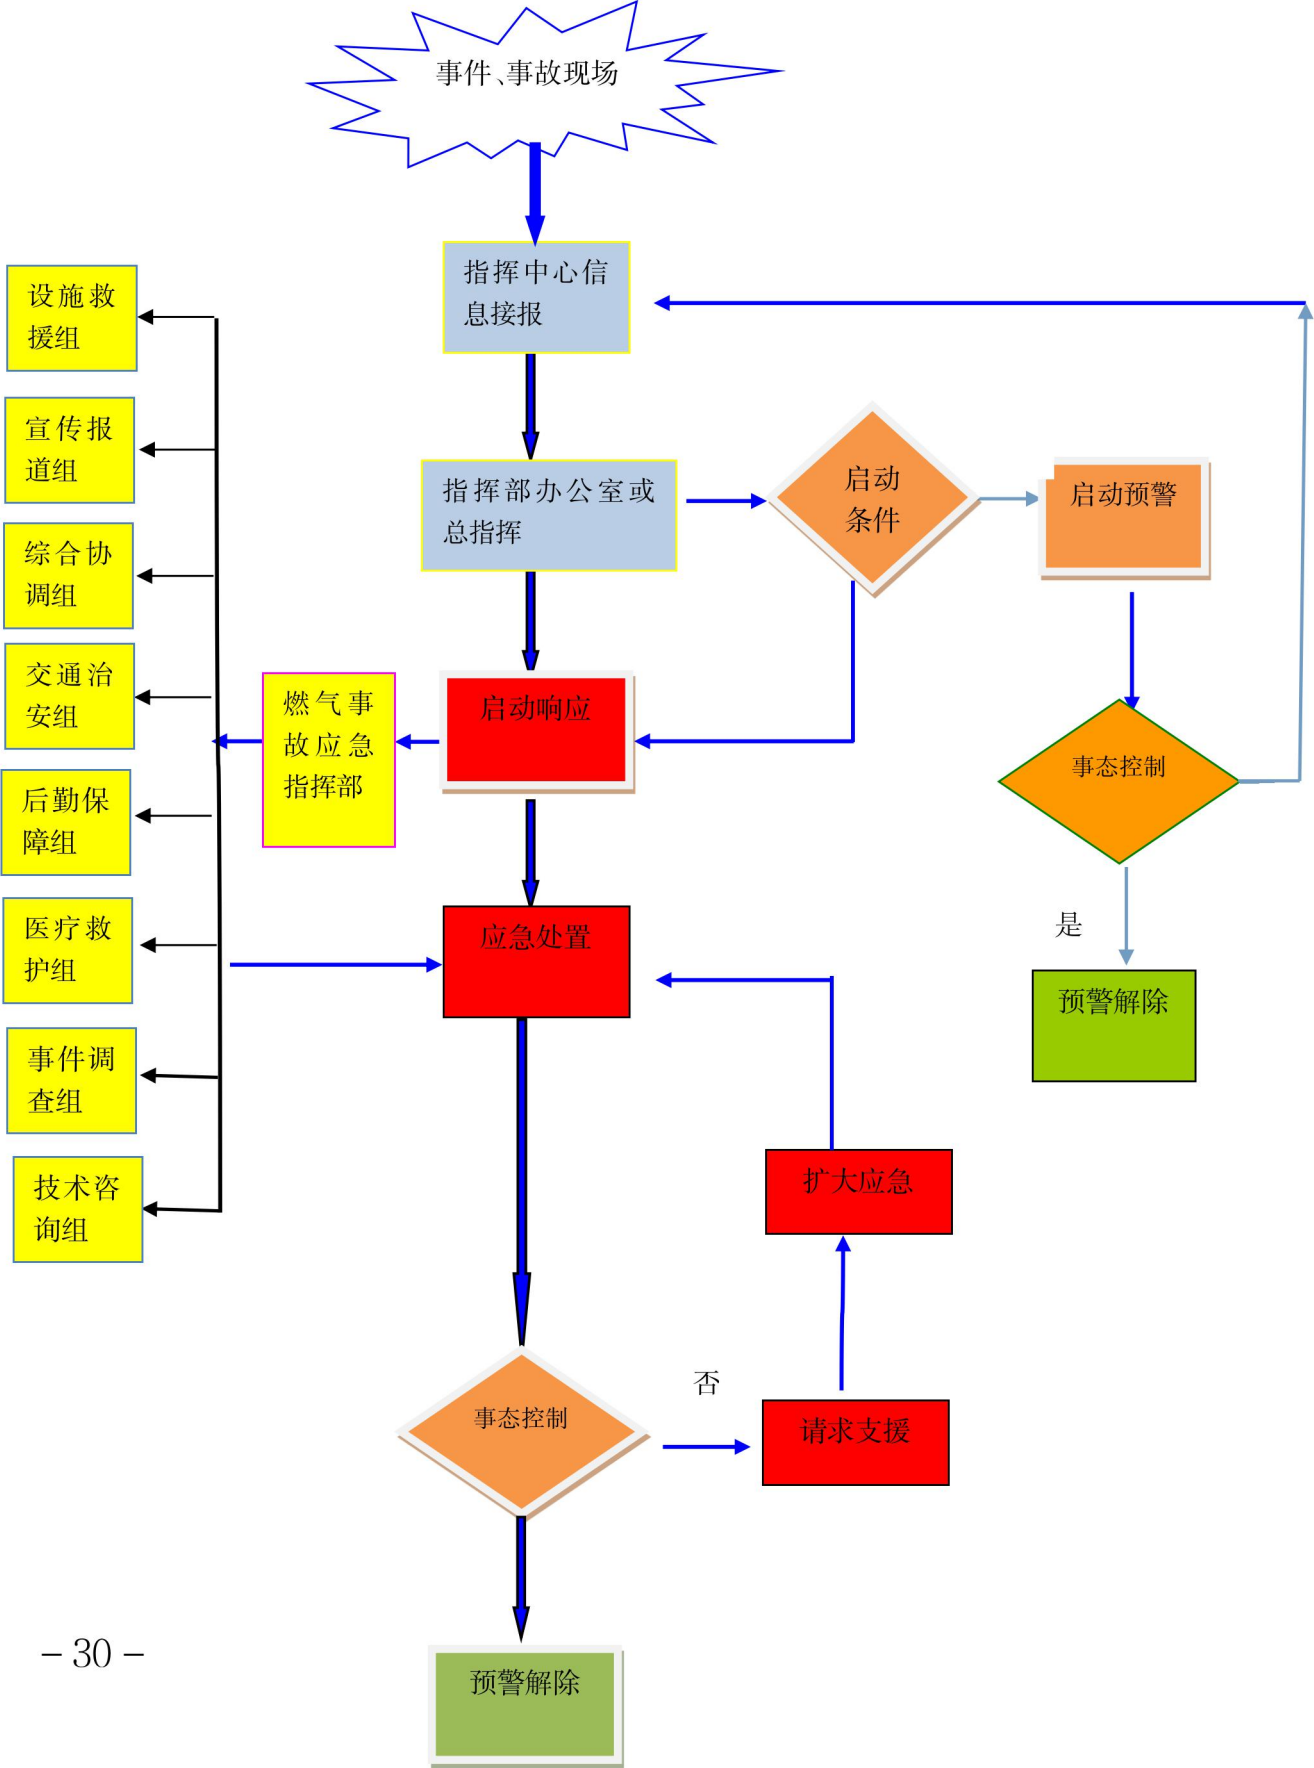 事件、事故现场
指挥中心信
息接报
设施救
援组
宣传报
道组
指挥部办公室或
总指挥
启动
条件
启动预警
综合协
调组
交通治
安组
燃气事
故应急
指挥部
启动响应
事态控制
后勤保
障组
医疗救
护组
应急处置
是
预警解除
事件调
查组
技术咨
询组
扩大应急
否
事态控制
请求支援
预警解除
－30－